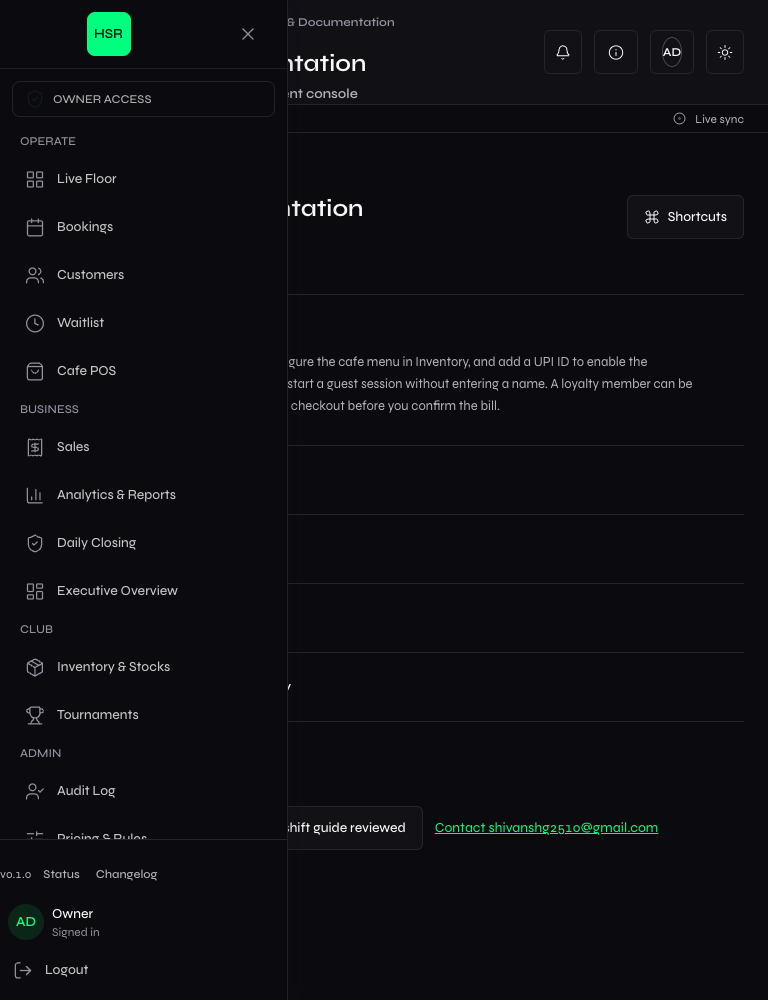 HSR
OWNER ACCESS
OPERATE
Live Floor
Bookings
Customers
Waitlist
Cafe POS
BUSINESS
Sales
Analytics & Reports
Daily Closing
Executive Overview
CLUB
Inventory & Stocks
Tournaments
ADMIN
Audit Log
Pricing & Rules
v0.1.0 Status Changelog
AD Owner
Signed in
Logout
& Documentation
ntation
ent console
AD
Live sync
ntation
Shortcuts
gure the cafe menu in Inventory, and add a UPI ID to enable the
start a guest session without entering a name. A loyalty member can be
checkout before you confirm the bill.
y
shift guide reviewed
Contact shivanshg2510@gmail.com